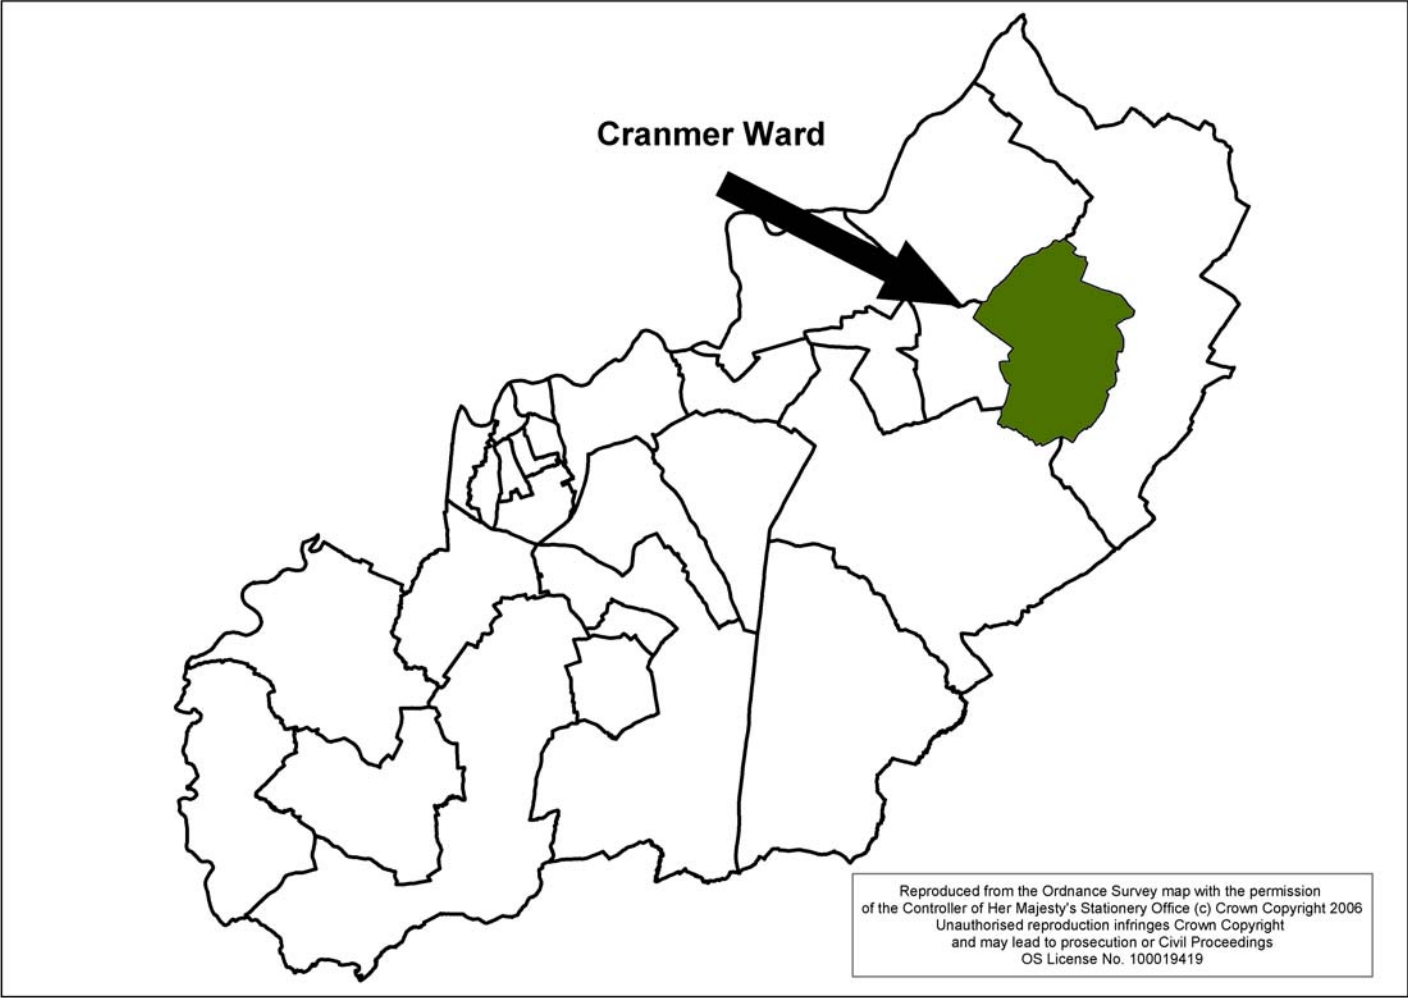 Cranmer Ward
Reproduced from the Ordnance Survey map with the permission
of the Controller of Her Majesty's Stationery Office (c) Crown Copyright 2006
Unauthorised reproduction infringes Crown Copyright
and may lead to prosecution or Civil Proceedings
OS License No. 100019419